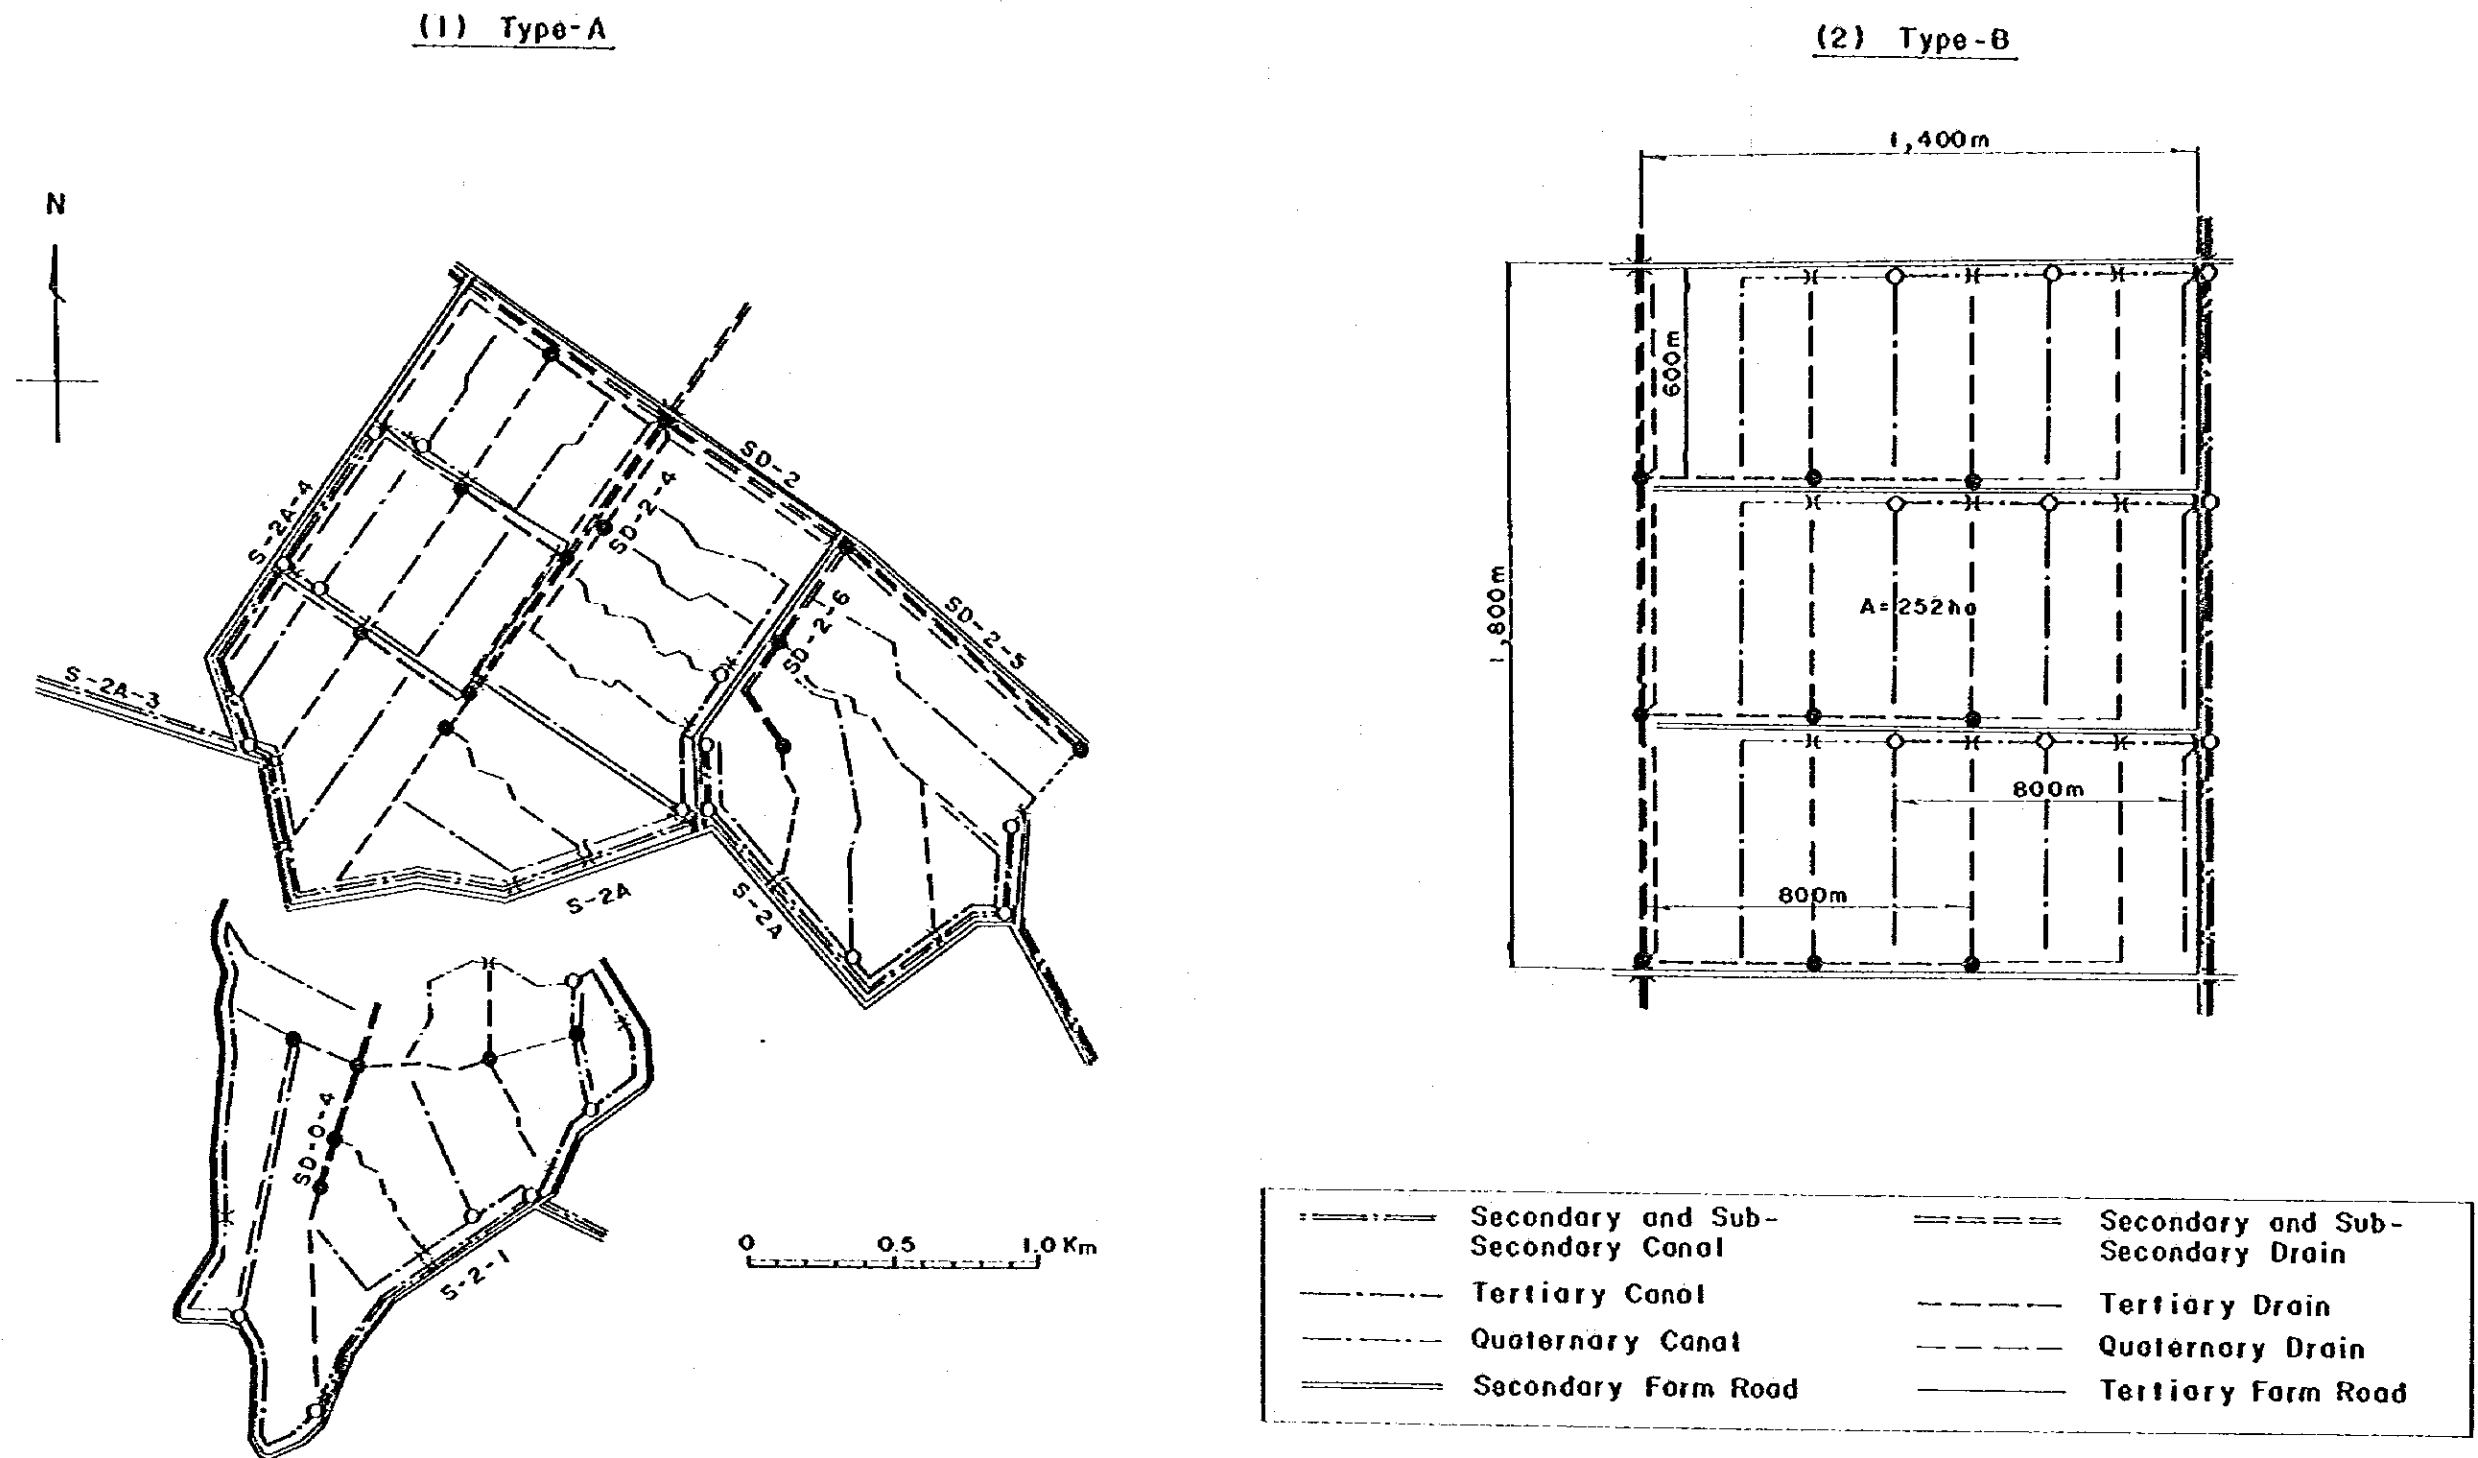 (1) Type-A
(2) Type-B
N
1,400m
600m
1,800m
A=252ha
800m
800m
SD-2
SD-2-4
S-2A-4
SD-2-6
SD-2-5
S-2A-3
S-2A
S-2A
SD-0-4
S-2-1
0 0.5 1.0 Km
Secondary and Sub-
Secondary Canal
Tertiary Canal
Quaternary Canal
Secondary Farm Road
Secondary and Sub-
Secondary Drain
Tertiary Drain
Quaternary Drain
Tertiary Farm Road